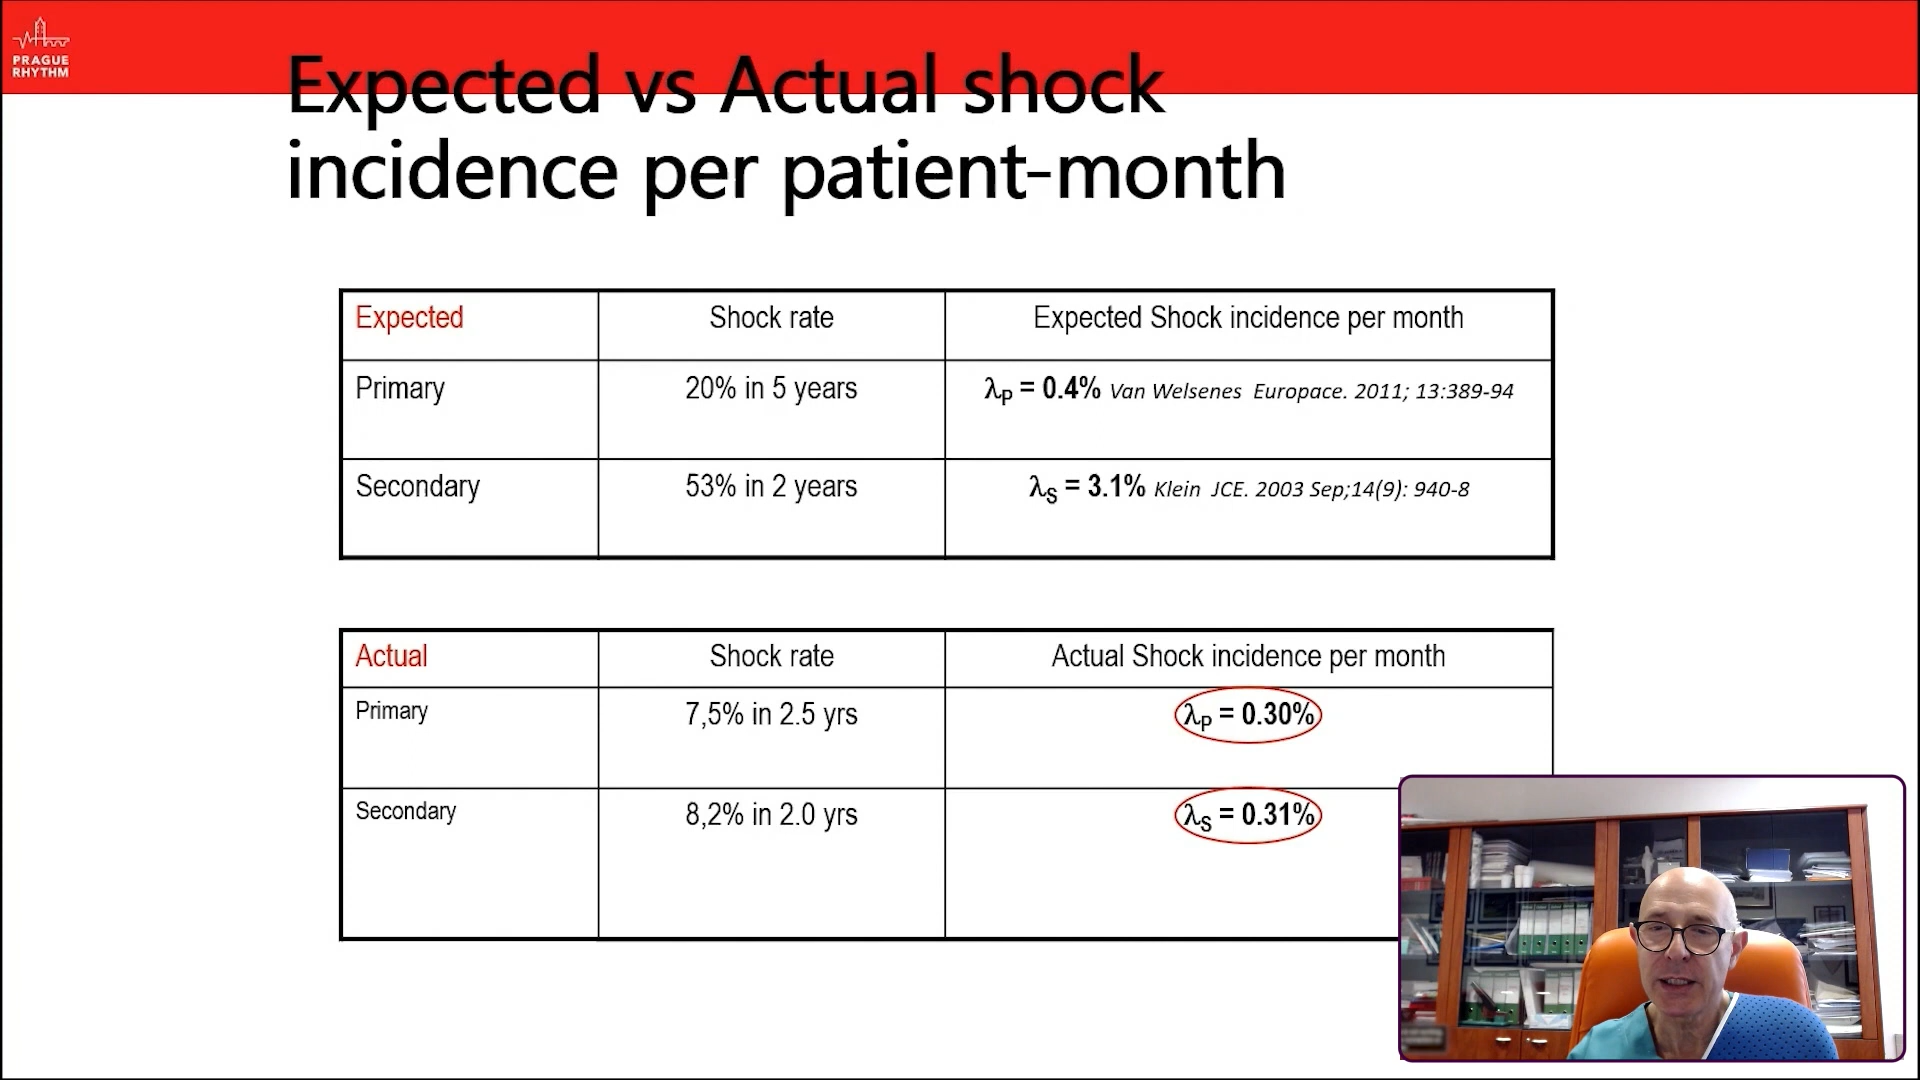 PRAGUE
RHYTHM
Expected vs Actual shock
incidence per patient-month
Expected Shock rate Expected Shock incidence per month
Primary 20% in 5 years λP = 0.4% Van Welsenes Europace. 2011; 13:389-94
Secondary 53% in 2 years λS = 3.1% Klein JCE. 2003 Sep;14(9): 940-8
Actual Shock rate Actual Shock incidence per month
Primary 7,5% in 2.5 yrs λP = 0.30%
Secondary 8,2% in 2.0 yrs λS = 0.31%